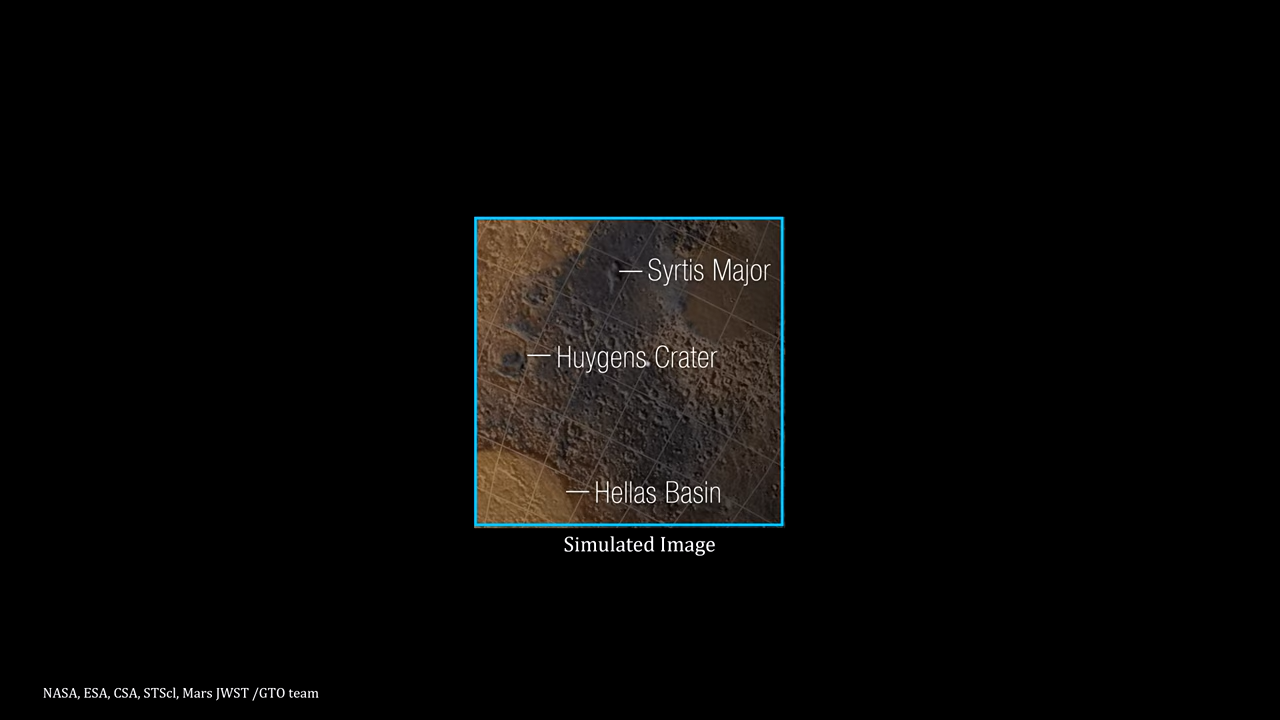 Syrtis Major
Huygens Crater
Hellas Basin
Simulated Image
NASA, ESA, CSA, STScl, Mars JWST /GTO team